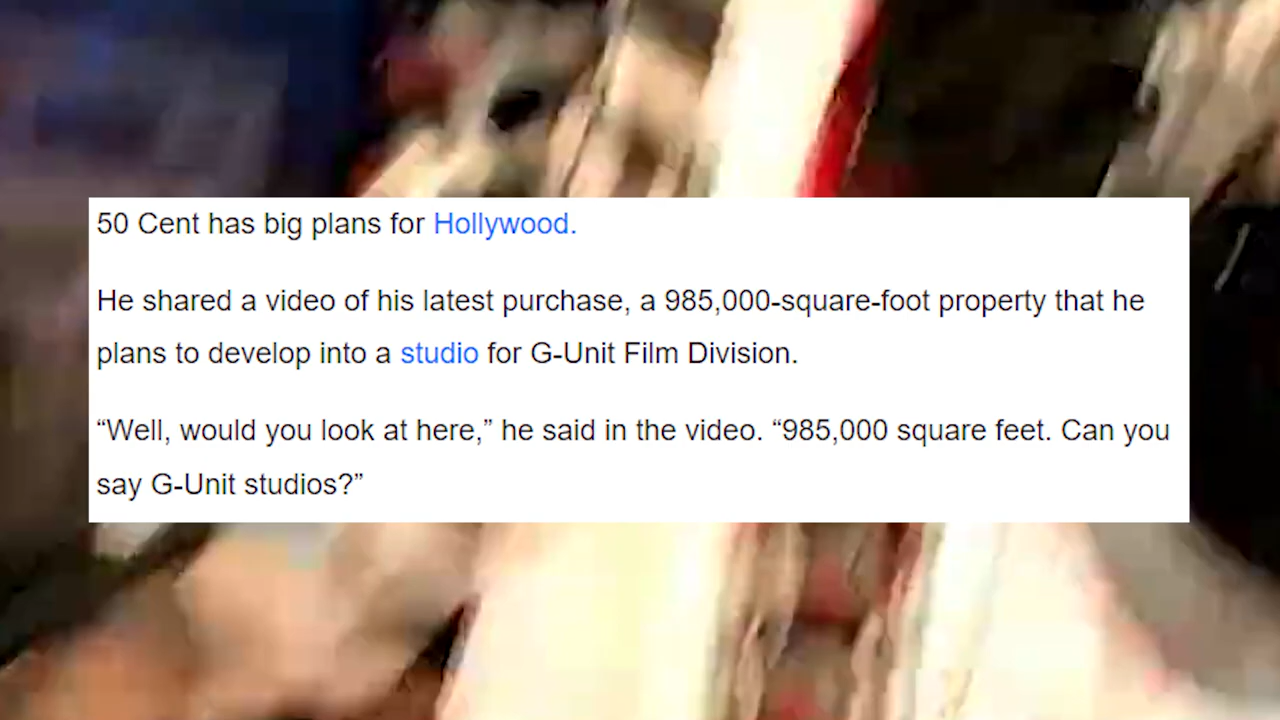 50 Cent has big plans for Hollywood.
He shared a video of his latest purchase, a 985,000-square-foot property that he
plans to develop into a studio for G-Unit Film Division.
“Well, would you look at here,” he said in the video. “985,000 square feet. Can you
say G-Unit studios?”